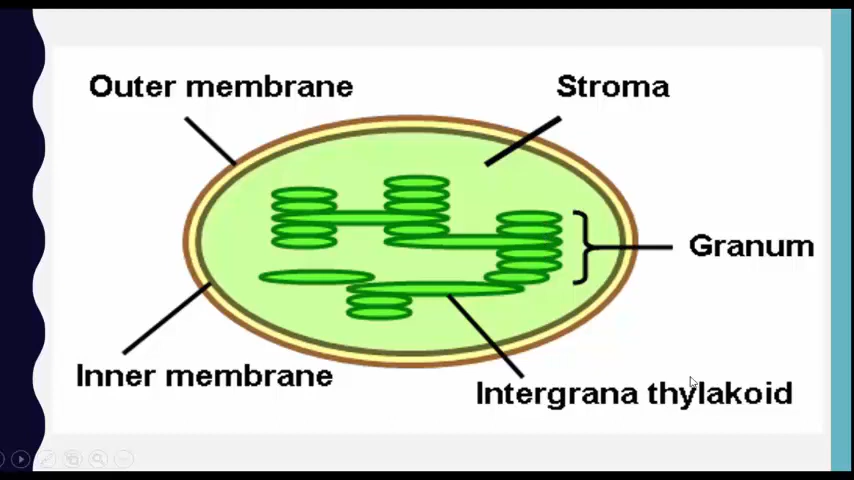 Outer membrane
Stroma
Granum
Inner membrane
Intergrana thylakoid